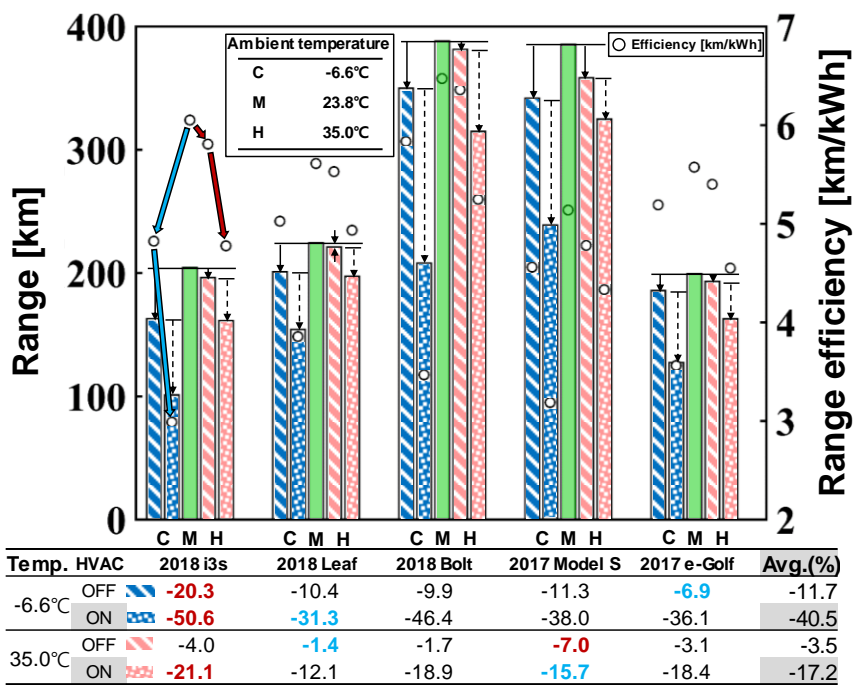 400
300
200
100
0
Range [km]
7
6
5
4
3
2
Range efficiency [km/kWh]
Ambient temperature
C -6.6℃
M 23.8℃
H 35.0℃
Efficiency [km/kWh]
C M H C M H C M H C M H C M H
Temp. HVAC 2018 i3s 2018 Leaf 2018 Bolt 2017 Model S 2017 e-Golf Avg.(%)
-6.6℃
OFF -20.3 -10.4 -9.9 -11.3 -6.9 -11.7
ON -50.6 -31.3 -46.4 -38.0 -36.1 -40.5
35.0℃
OFF -4.0 -1.4 -1.7 -7.0 -3.1 -3.5
ON -21.1 -12.1 -18.9 -15.7 -18.4 -17.2